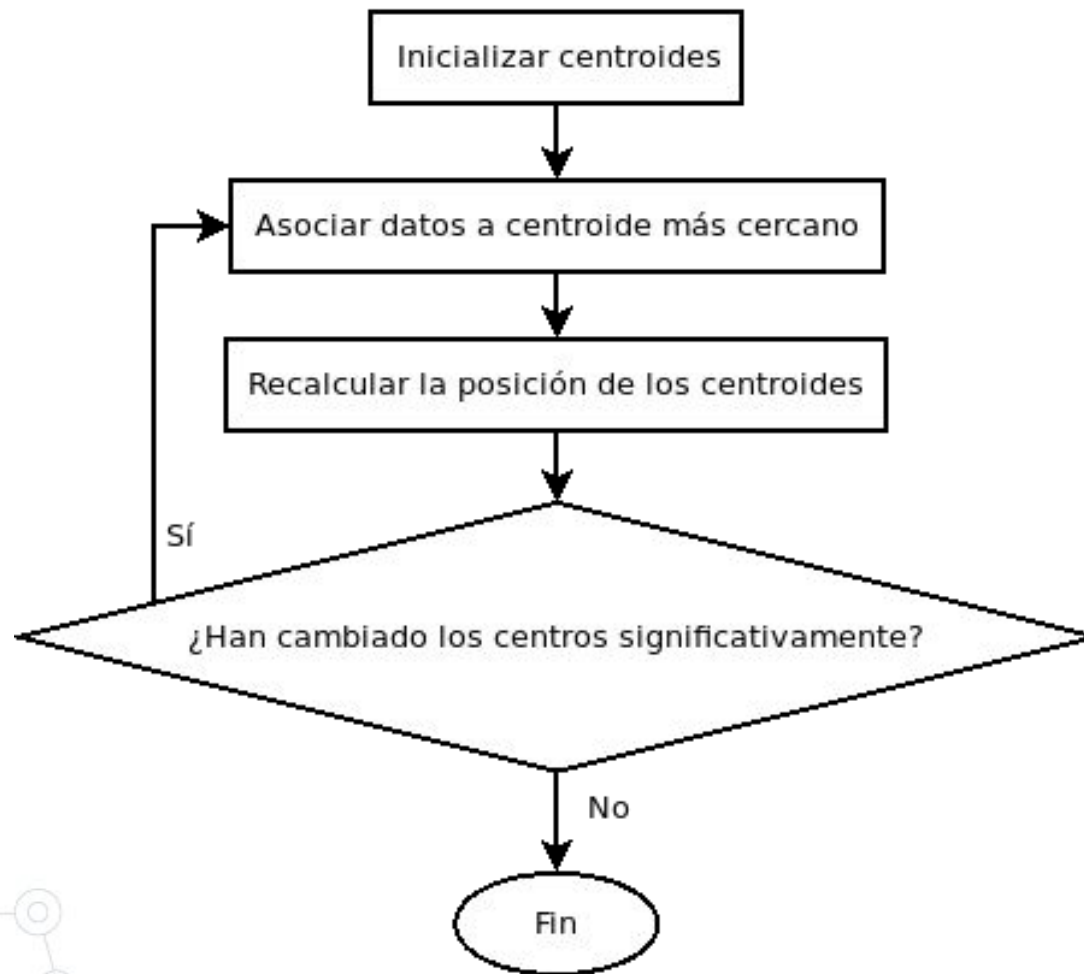 Inicializar centroides
Asociar datos a centroide más cercano
Recalcular la posición de los centroides
Sí
¿Han cambiado los centros significativamente?
No
Fin